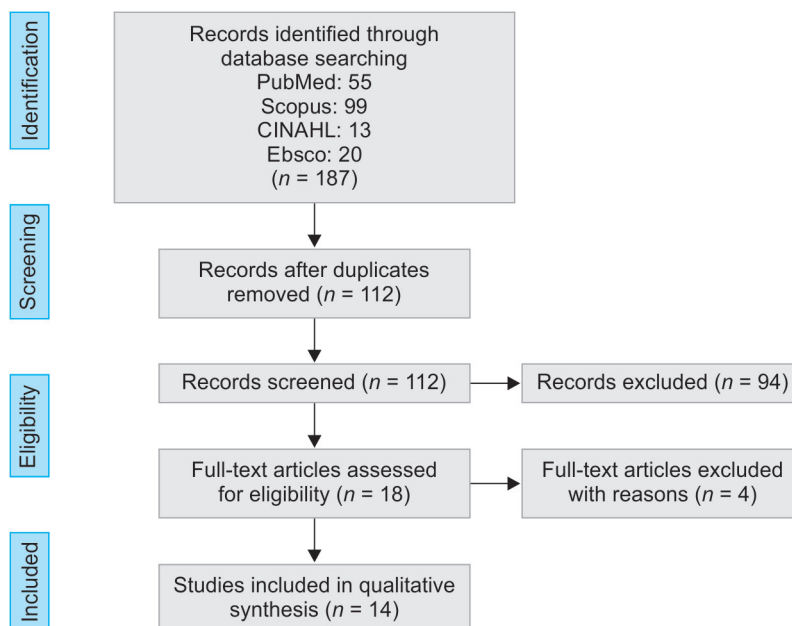 Identification
Records identified through
database searching
PubMed: 55
Scopus: 99
CINAHL: 13
Ebsco: 20
(n = 187)
Screening
Records after duplicates
removed (n = 112)
Eligibility
Records screened (n = 112)
Records excluded (n = 94)
Full-text articles assessed
for eligibility (n = 18)
Full-text articles excluded
with reasons (n = 4)
Included
Studies included in qualitative
synthesis (n = 14)